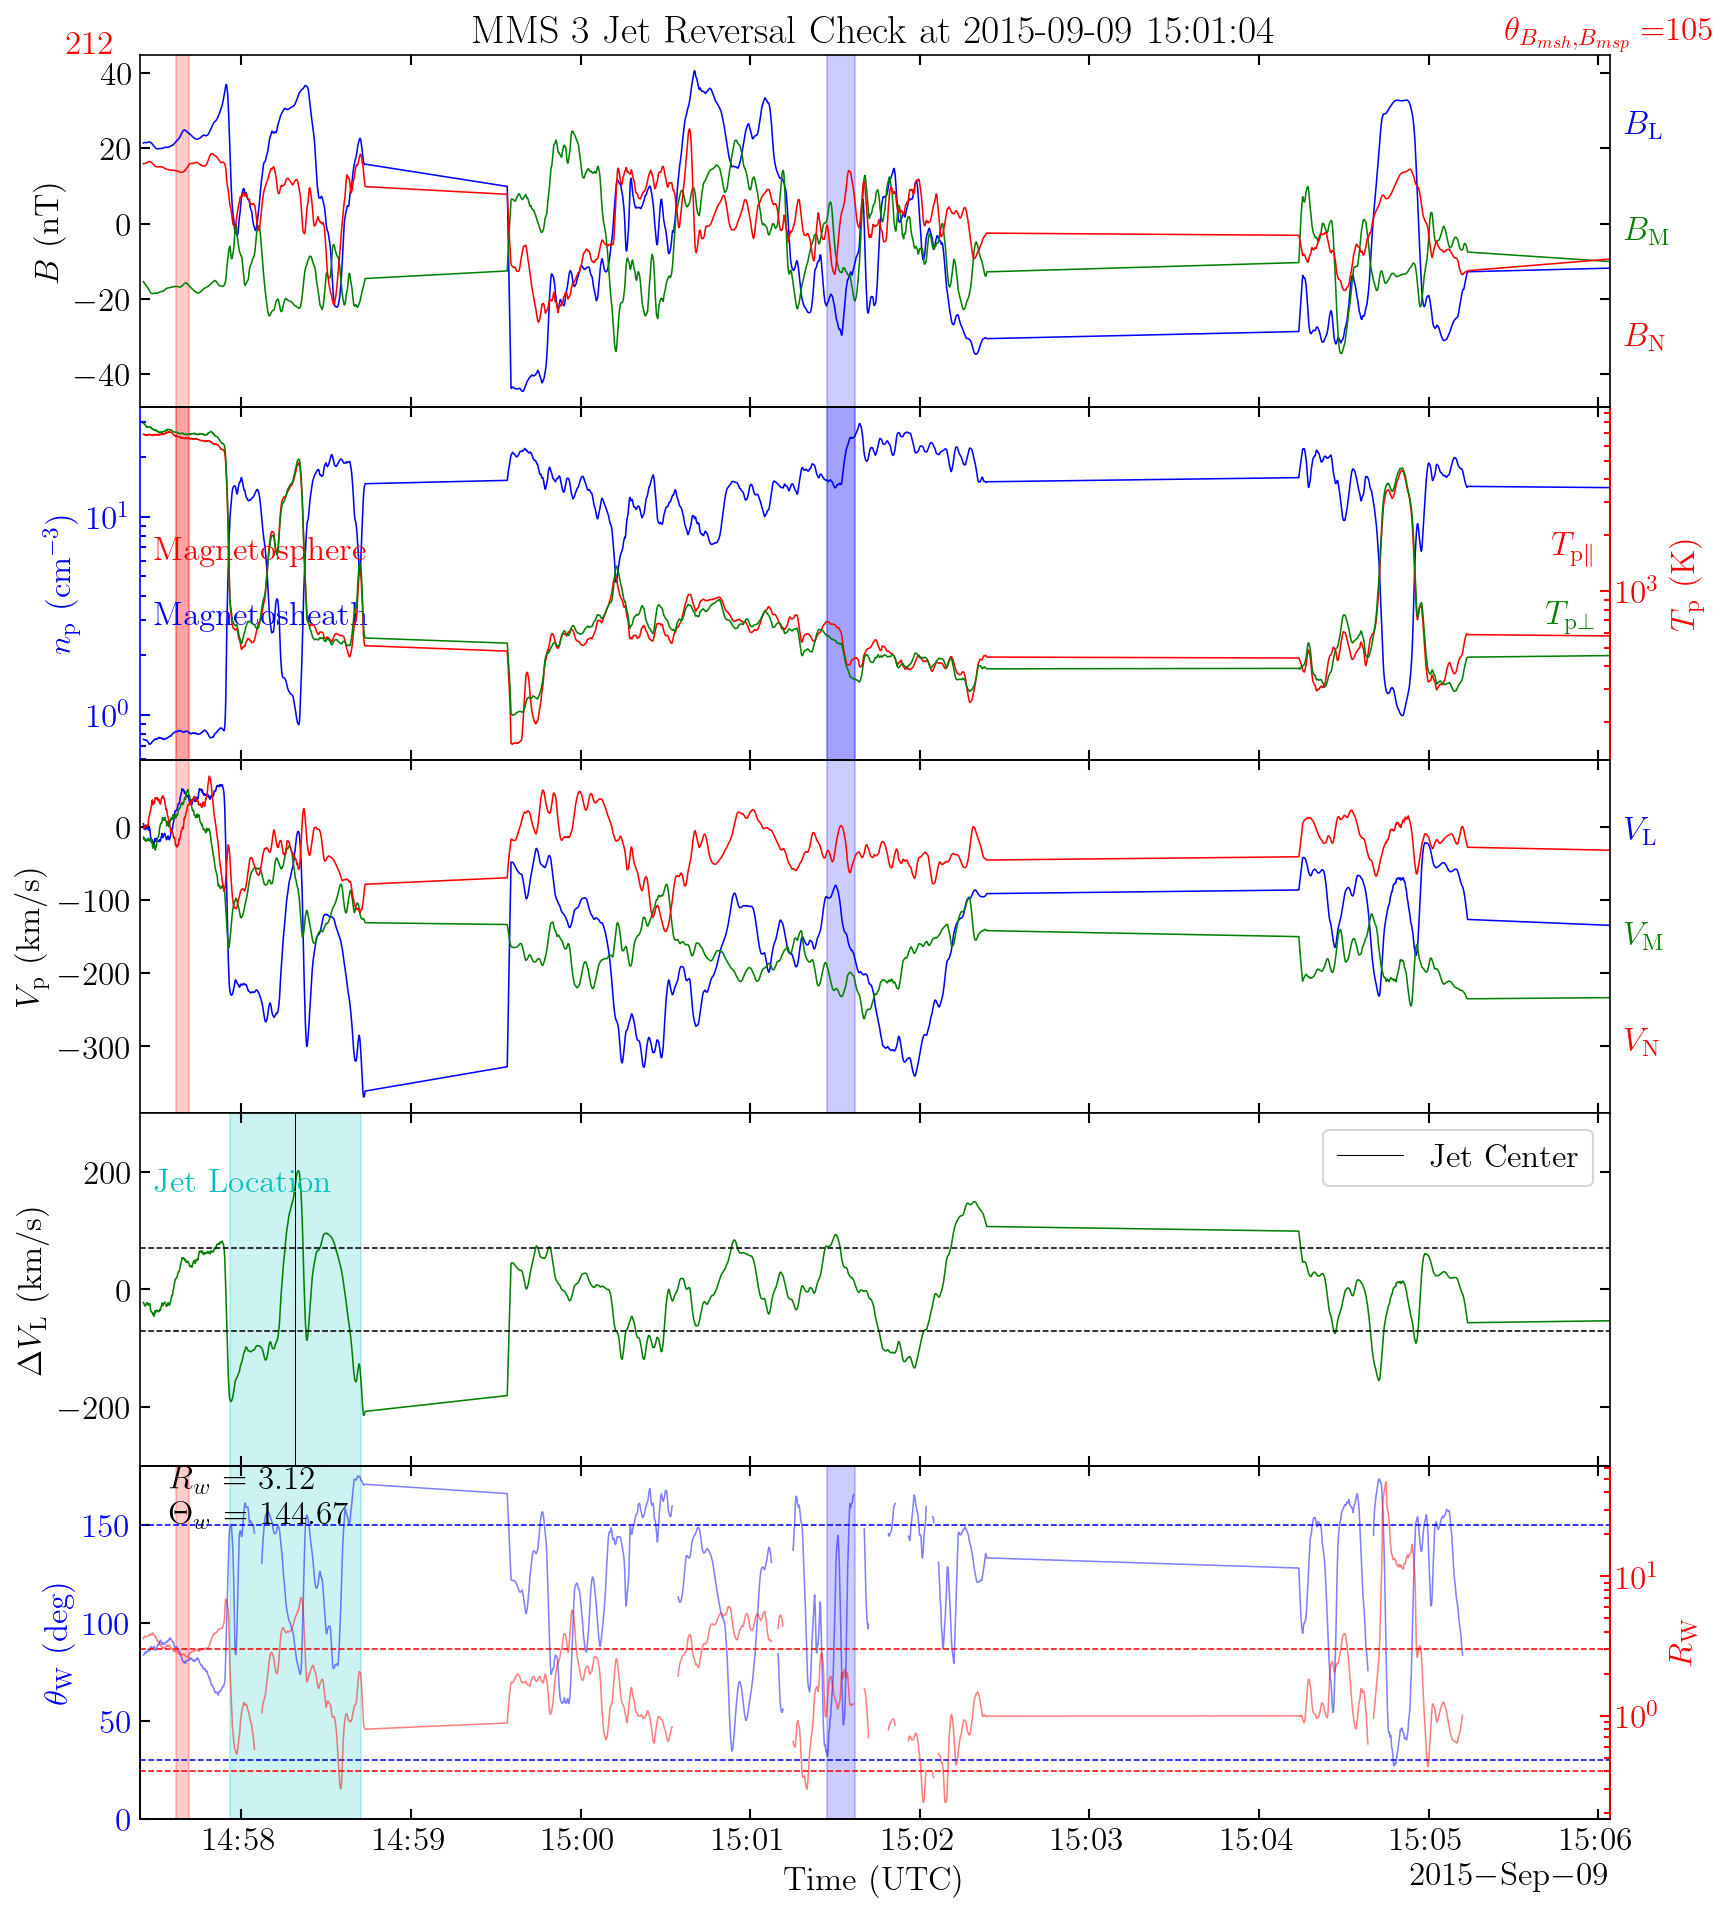 MMS 3 Jet Reversal Check at 2015-09-09 15:01:04
212
θ_{B_{msh},B_{msp}} =105
B (nT)
40
20
0
−20
−40
B_L
B_M
B_N
n_p (cm^{−3})
10^1
10^0
Magnetosphere
Magnetosheath
T_{p∥}
T_{p⊥}
10^3
T_p (K)
V_p (km/s)
0
−100
−200
−300
V_L
V_M
V_N
ΔV_L (km/s)
200
0
−200
Jet Location
Jet Center
θ_W (deg)
150
100
50
0
R_w = 3.12
Θ_w = 144.67
10^1
10^0
R_W
14:58 14:59 15:00 15:01 15:02 15:03 15:04 15:05 15:06
Time (UTC)
2015−Sep−09